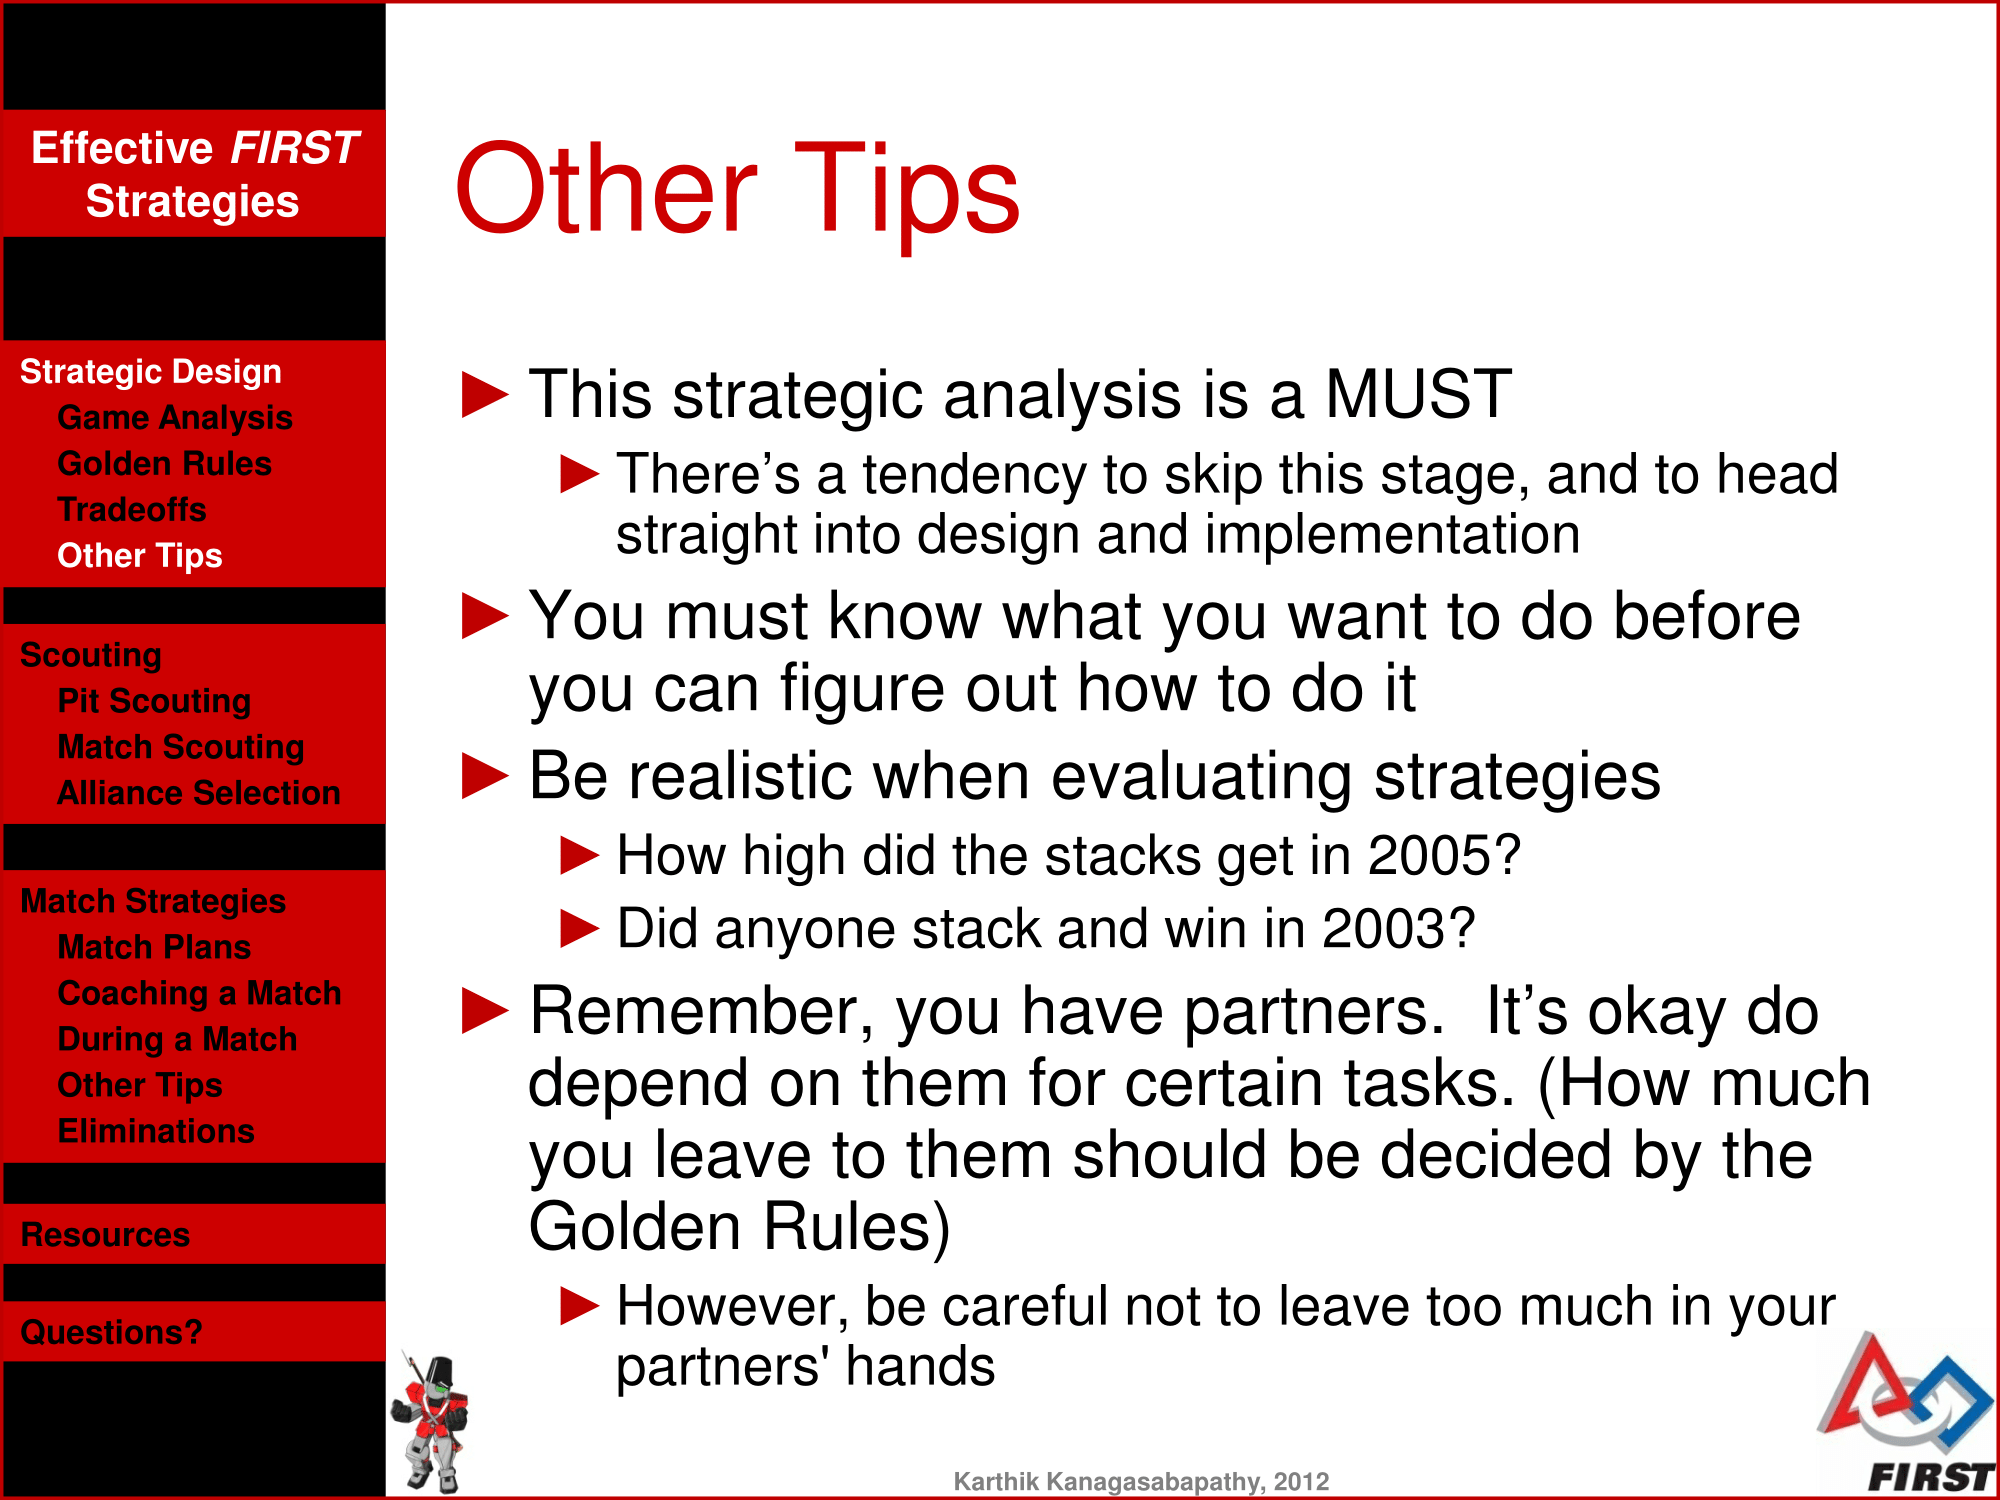 Effective FIRST
Strategies
Strategic Design
Game Analysis
Golden Rules
Tradeoffs
Other Tips
Scouting
Pit Scouting
Match Scouting
Alliance Selection
Match Strategies
Match Plans
Coaching a Match
During a Match
Other Tips
Eliminations
Resources
Questions?
Other Tips
This strategic analysis is a MUST
There’s a tendency to skip this stage, and to head
straight into design and implementation
You must know what you want to do before
you can figure out how to do it
Be realistic when evaluating strategies
How high did the stacks get in 2005?
Did anyone stack and win in 2003?
Remember, you have partners.  It’s okay do
depend on them for certain tasks. (How much
you leave to them should be decided by the
Golden Rules)
However, be careful not to leave too much in your
partners' hands
Karthik Kanagasabapathy, 2012
FIRST